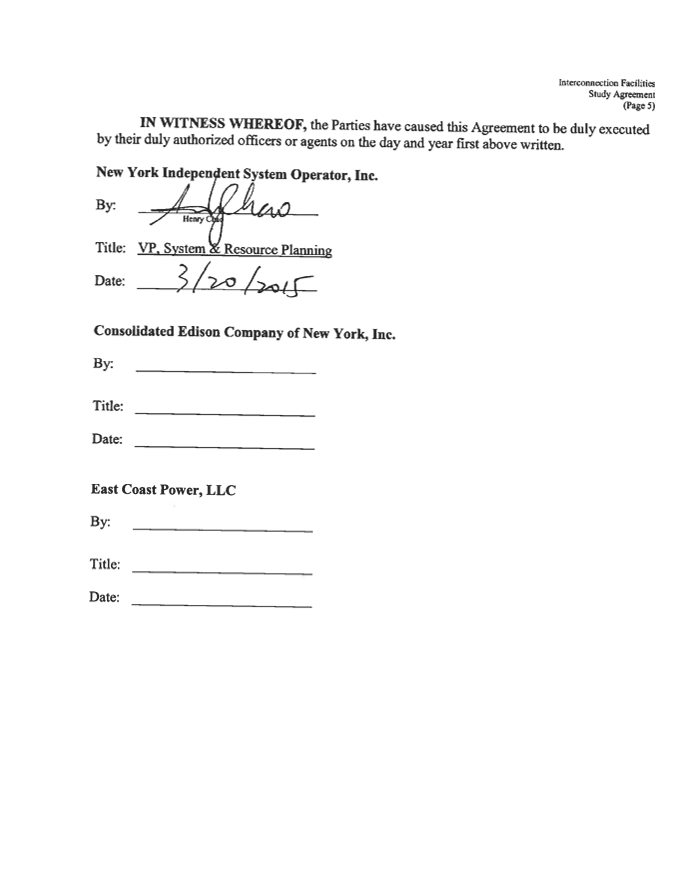 Interconnection Facilities
Study Agreement
(Page 5)
IN WITNESS WHEREOF, the Parties have caused this Agreement to be duly executed
by their duly authorized officers or agents on the day and year first above written.
New York Independent System Operator, Inc.
By:
Henry
Title: VP, System & Resource Planning
Date: 3/20/2015
Consolidated Edison Company of New York, Inc.
By:
Title:
Date:
East Coast Power, LLC
By:
Title:
Date: